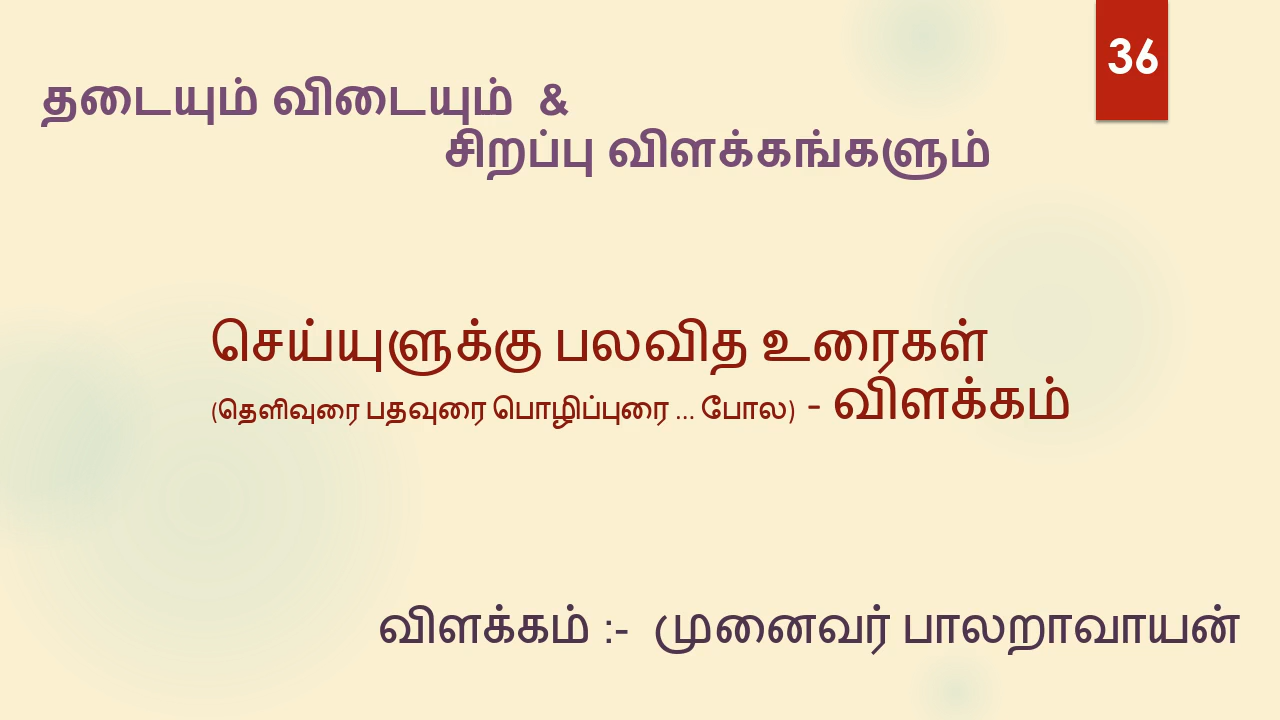 36
தடையும் விடையும் &
சிறப்பு விளக்கங்களும்
செய்யுளுக்கு பலவித உரைகள்
(தெளிவுரை பதவுரை பொழிப்புரை ... போல) - விளக்கம்
விளக்கம் :- முனைவர் பாலறாவாயன்